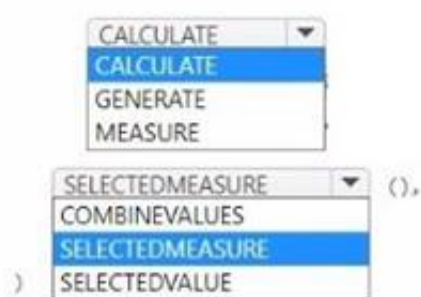 CALCULATE
CALCULATE
GENERATE
MEASURE
SELECTEDMEASURE (),
COMBINEVALUES
SELECTEDMEASURE
) SELECTEDVALUE